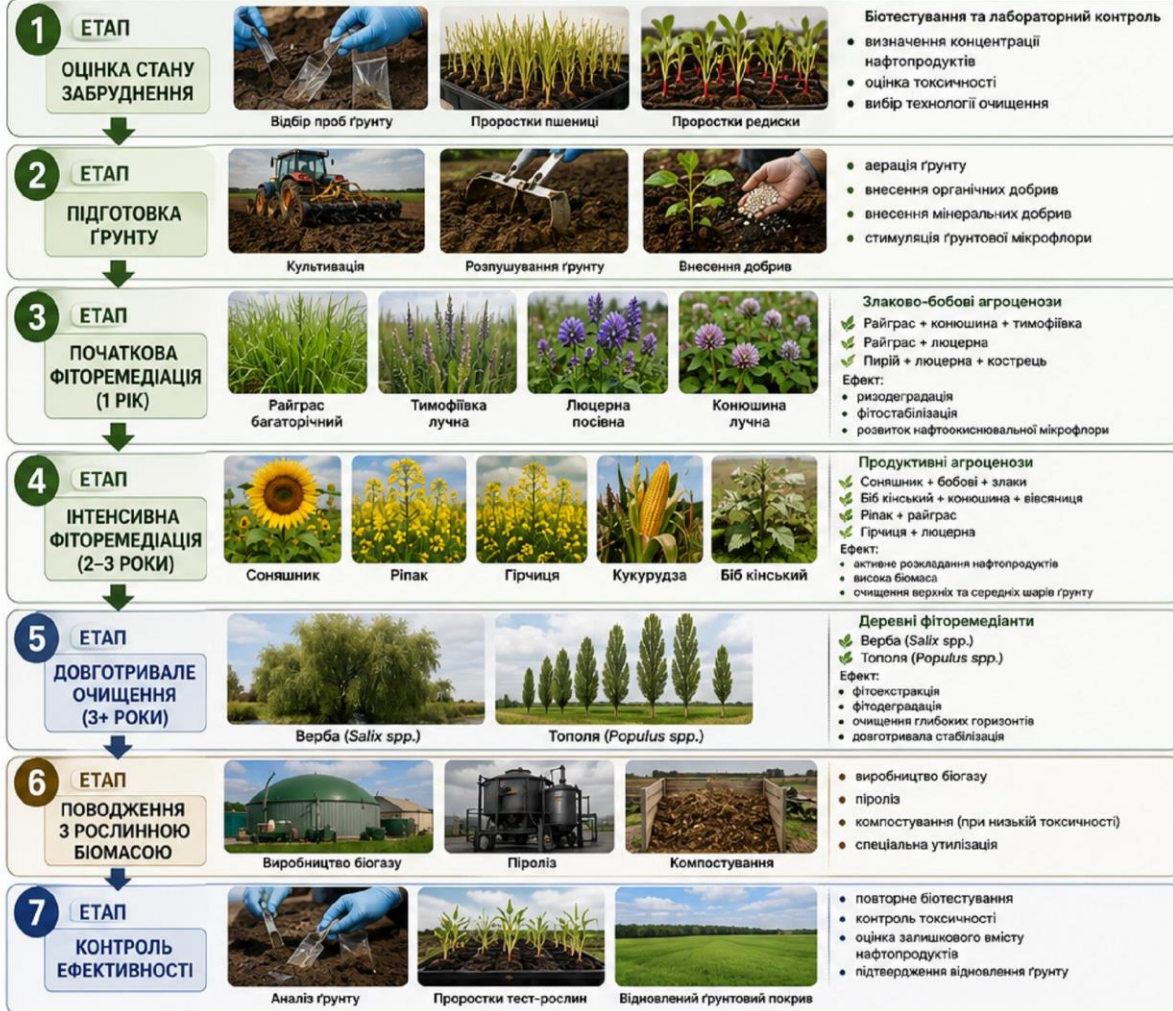 1 ЕТАП
ОЦІНКА СТАНУ
ЗАБРУДНЕННЯ
Відбір проб ґрунту
Проростки пшениці
Проростки редиски
Біотестування та лабораторний контроль
• визначення концентрації
нафтопродуктів
• оцінка токсичності
• вибір технології очищення
2 ЕТАП
ПІДГОТОВКА
ҐРУНТУ
Культивація
Розпушування ґрунту
Внесення добрив
• аерація ґрунту
• внесення органічних добрив
• внесення мінеральних добрив
• стимуляція ґрунтової мікрофлори
3 ЕТАП
ПОЧАТКОВА
ФІТОРЕМЕДІАЦІЯ
(1 РІК)
Райграс
багаторічний
Тимофіївка
лучна
Люцерна
посівна
Конюшина
лучна
Злаково-бобові агроценози
Райграс + конюшина + тимофіївка
Райграс + люцерна
Пирій + люцерна + кострець
Ефект:
• ризодеградація
• фітостабілізація
• розвиток нафтоокиснювальної мікрофлори
4 ЕТАП
ІНТЕНСИВНА
ФІТОРЕМЕДІАЦІЯ
(2–3 РОКИ)
Соняшник
Ріпак
Гірчиця
Кукурудза
Біб кінський
Продуктивні агроценози
Соняшник + бобові + злаки
Біб кінський + конюшина + вівсяниця
Ріпак + райграс
Гірчиця + люцерна
Ефект:
• активне розкладання нафтопродуктів
• висока біомаса
• очищення верхніх та середніх шарів ґрунту
5 ЕТАП
ДОВГОТРИВАЛЕ
ОЧИЩЕННЯ
(3+ РОКИ)
Верба (Salix spp.)
Тополя (Populus spp.)
Деревні фіторемедіанти
Верба (Salix spp.)
Тополя (Populus spp.)
Ефект:
• фітоекстракція
• фітодеградація
• очищення глибоких горизонтів
• довготривала стабілізація
6 ЕТАП
ПОВОДЖЕННЯ
З РОСЛИННОЮ
БІОМАСОЮ
Виробництво біогазу
Піроліз
Компостування
• виробництво біогазу
• піроліз
• компостування (при низькій токсичності)
• спеціальна утилізація
7 ЕТАП
КОНТРОЛЬ
ЕФЕКТИВНОСТІ
Аналіз ґрунту
Проростки тест-рослин
Відновлений ґрунтовий покрив
• повторне біотестування
• контроль токсичності
• оцінка залишкового вмісту
нафтопродуктів
• підтвердження відновлення ґрунту